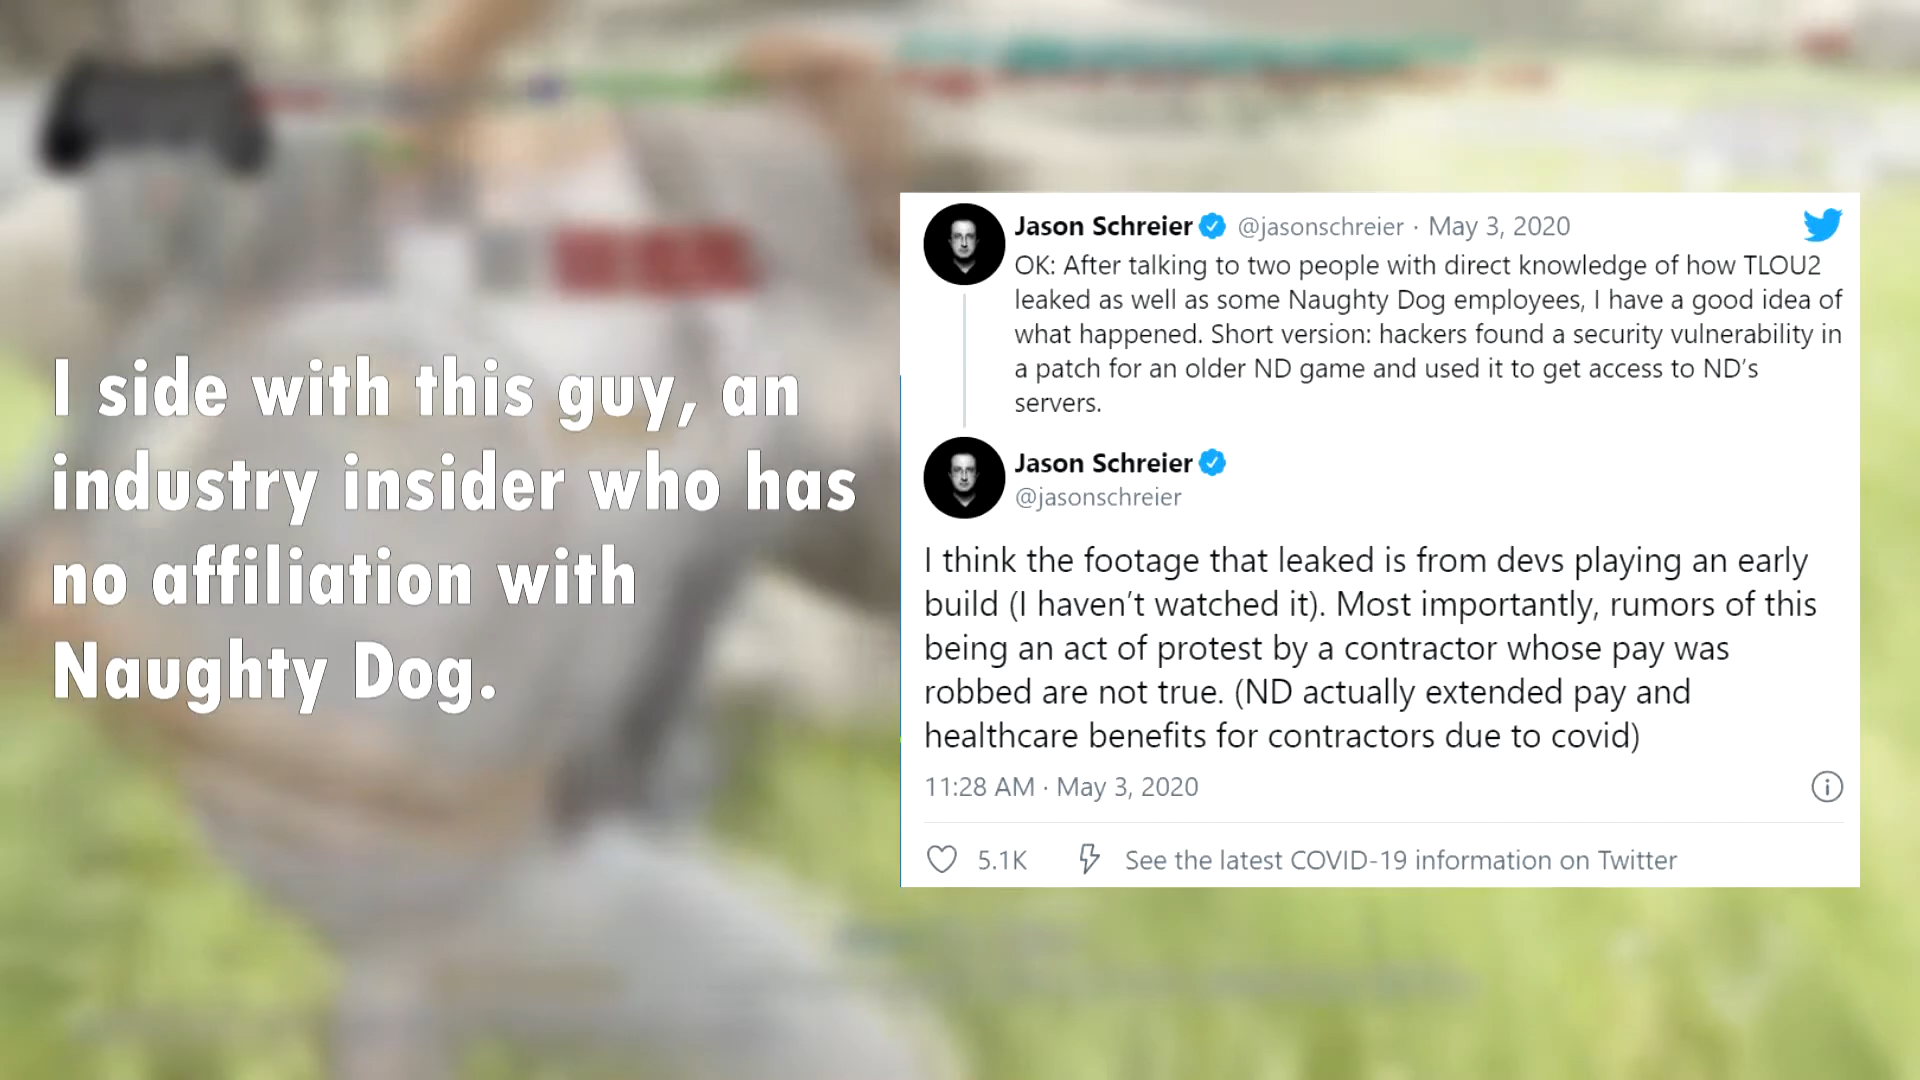 I side with this guy, an
industry insider who has
no affiliation with
Naughty Dog.
Jason Schreier @jasonschreier · May 3, 2020
OK: After talking to two people with direct knowledge of how TLOU2
leaked as well as some Naughty Dog employees, I have a good idea of
what happened. Short version: hackers found a security vulnerability in
a patch for an older ND game and used it to get access to ND’s
servers.
Jason Schreier
@jasonschreier
I think the footage that leaked is from devs playing an early
build (I haven’t watched it). Most importantly, rumors of this
being an act of protest by a contractor whose pay was
robbed are not true. (ND actually extended pay and
healthcare benefits for contractors due to covid)
11:28 AM · May 3, 2020
5.1K See the latest COVID-19 information on Twitter